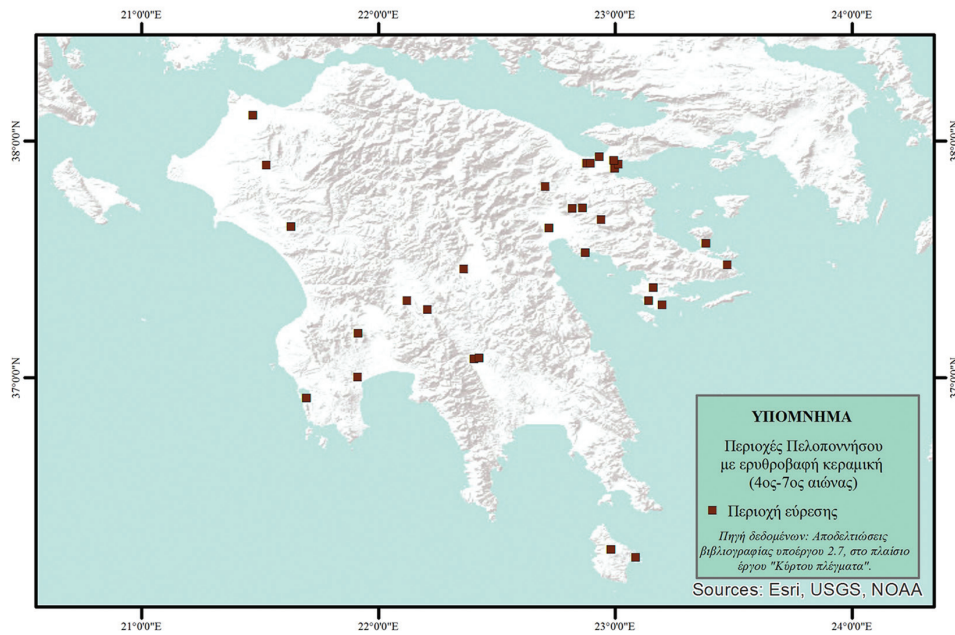 21°0'0"E 22°0'0"E 23°0'0"E 24°0'0"E
38°0'0"N 38°0'0"N
37°0'0"N 37°0'0"N
ΥΠΟΜΝΗΜΑ
Περιοχές Πελοποννήσου
με ερυθροβαφή κεραμική
(4ος-7ος αιώνας)
Περιοχή εύρεσης
Πηγή δεδομένων: Αποδελτιώσεις
βιβλιογραφίας υποέργου 2.7, στο πλαίσιο
έργου "Κύρτου πλέγματα".
Sources: Esri, USGS, NOAA
21°0'0"E 22°0'0"E 23°0'0"E 24°0'0"E